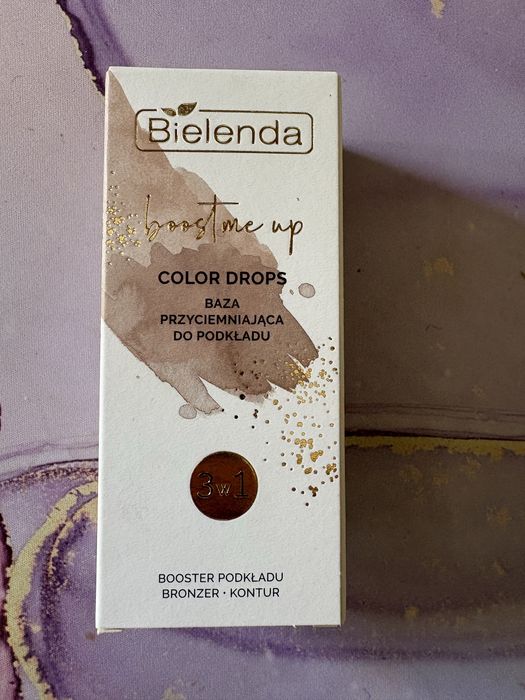 Bielenda
boost me up
COLOR DROPS
BAZA
PRZYCIEMNIAJĄCA
DO PODKŁADU
3w1
BOOSTER PODKŁADU
BRONZER • KONTUR